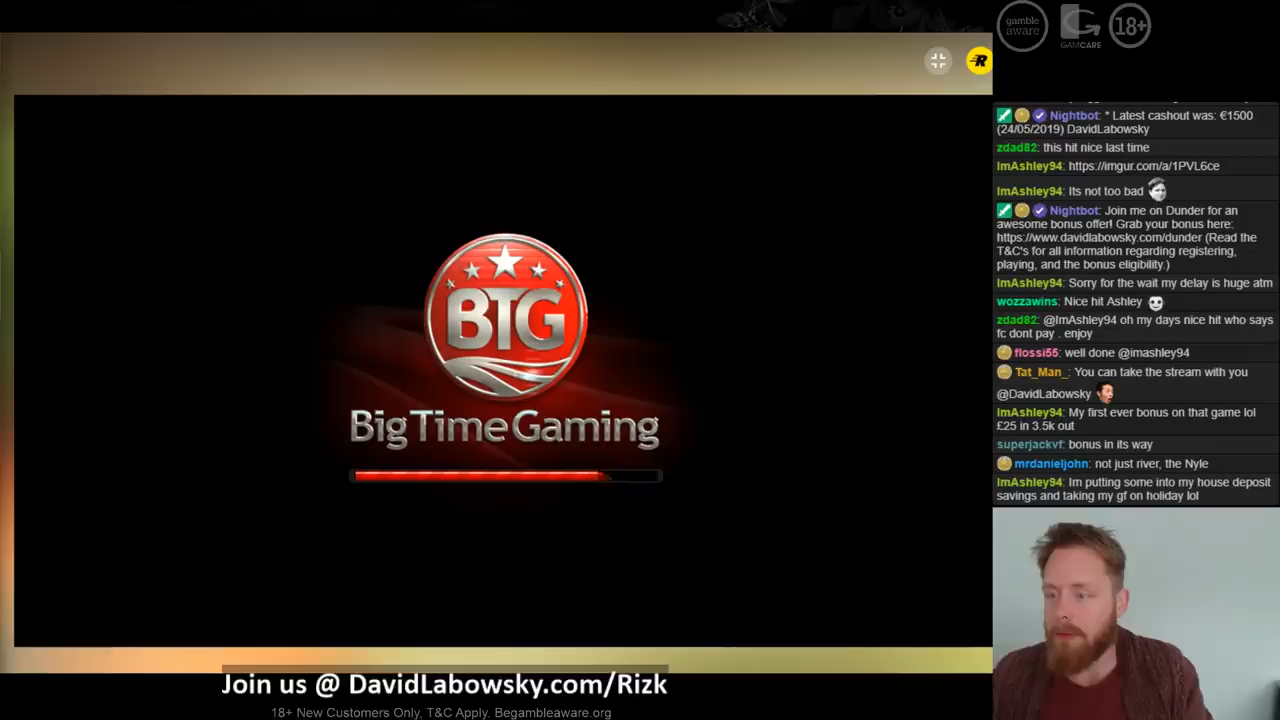 gamble
aware
GAMCARE
18+
R
Nightbot: * Latest cashout was: €1500
(24/05/2019) DavidLabowsky
zdad82: this hit nice last time
ImAshley94: https://imgur.com/a/1PVL6ce
ImAshley94: Its not too bad
Nightbot: Join me on Dunder for an
awesome bonus offer! Grab your bonus here:
https://www.davidlabowsky.com/dunder (Read the
T&C's for all information regarding registering,
playing, and the bonus eligibility.)
ImAshley94: Sorry for the wait my delay is huge atm
wozzawins: Nice hit Ashley
zdad82: @ImAshley94 oh my days nice hit who says
fc dont pay . enjoy
flossi55: well done @imashley94
Tat_Man_: You can take the stream with you
@DavidLabowsky
ImAshley94: My first ever bonus on that game lol
£25 in 3.5k out
superjackvf: bonus in its way
mrdanieljohn: not just river, the Nyle
ImAshley94: Im putting some into my house deposit
savings and taking my gf on holiday lol
BTG
BigTimeGaming
Join us @ DavidLabowsky.com/Rizk
18+ New Customers Only, T&C Apply. Begambleaware.org